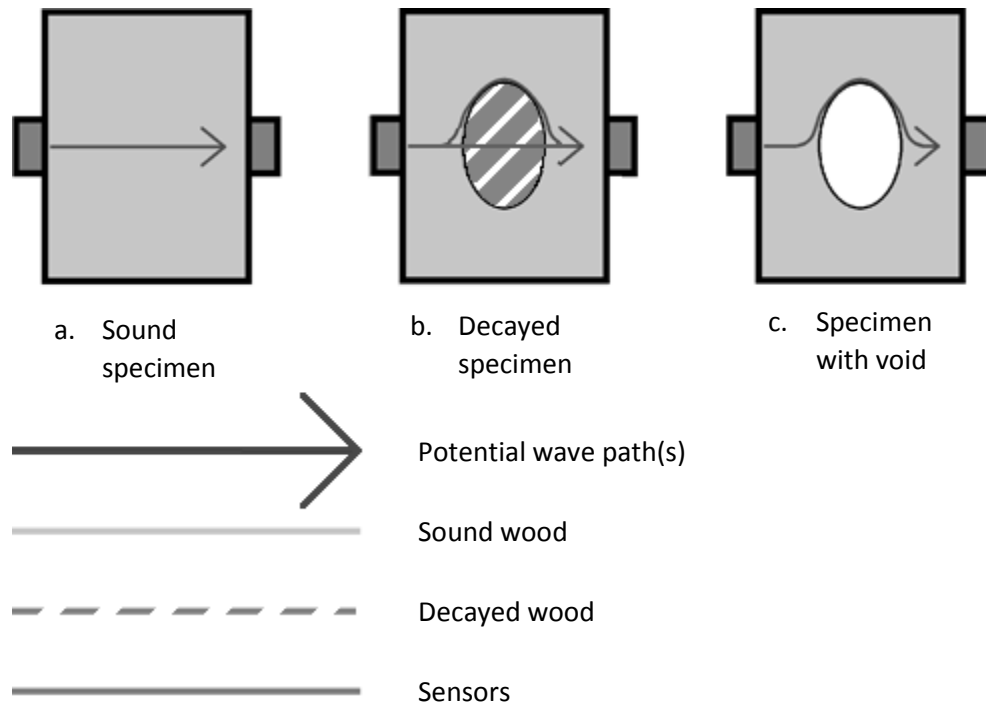 a. Sound
specimen
b. Decayed
specimen
c. Specimen
with void
Potential wave path(s)
Sound wood
Decayed wood
Sensors